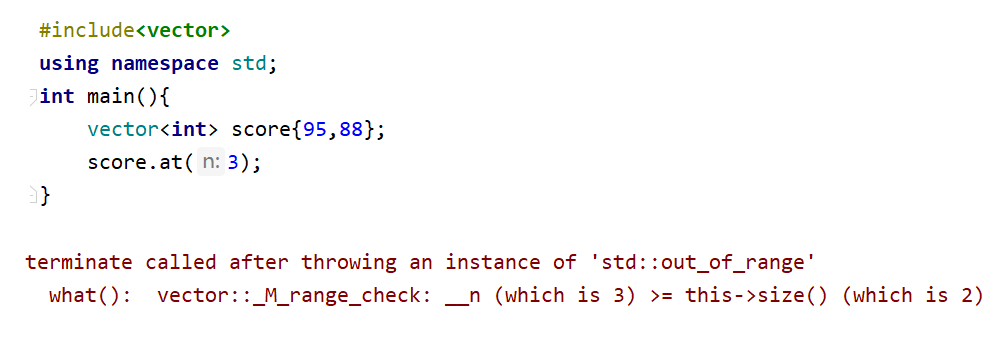 #include<vector>
using namespace std;
int main(){
    vector<int> score{95,88};
    score.at( n: 3);
}
terminate called after throwing an instance of 'std::out_of_range'
  what():  vector::_M_range_check: __n (which is 3) >= this->size() (which is 2)